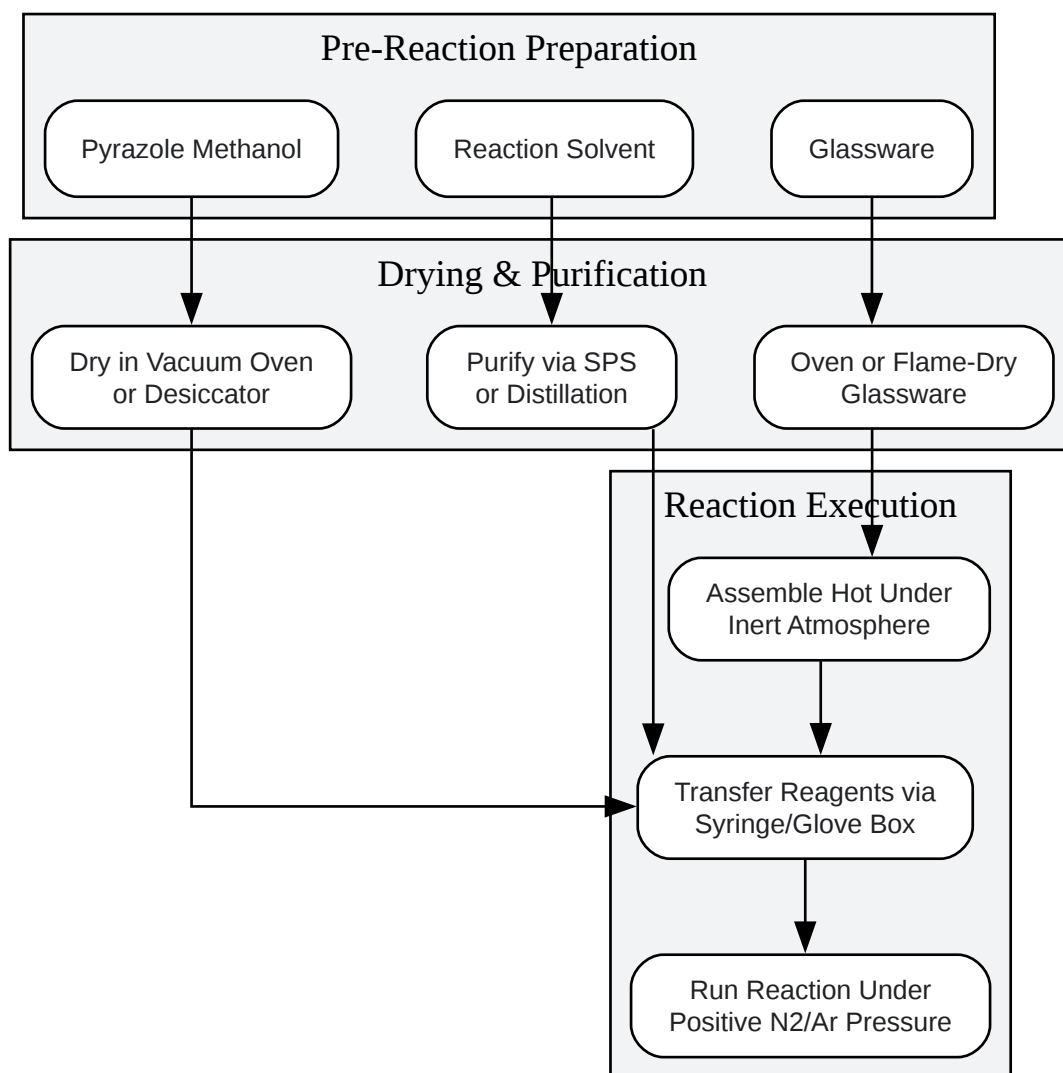 Pre-Reaction Preparation
Pyrazole Methanol
Reaction Solvent
Glassware
Drying & Purification
Dry in Vacuum Oven
or Desiccator
Purify via SPS
or Distillation
Oven or Flame-Dry
Glassware
Reaction Execution
Assemble Hot Under
Inert Atmosphere
Transfer Reagents via
Syringe/Glove Box
Run Reaction Under
Positive N2/Ar Pressure